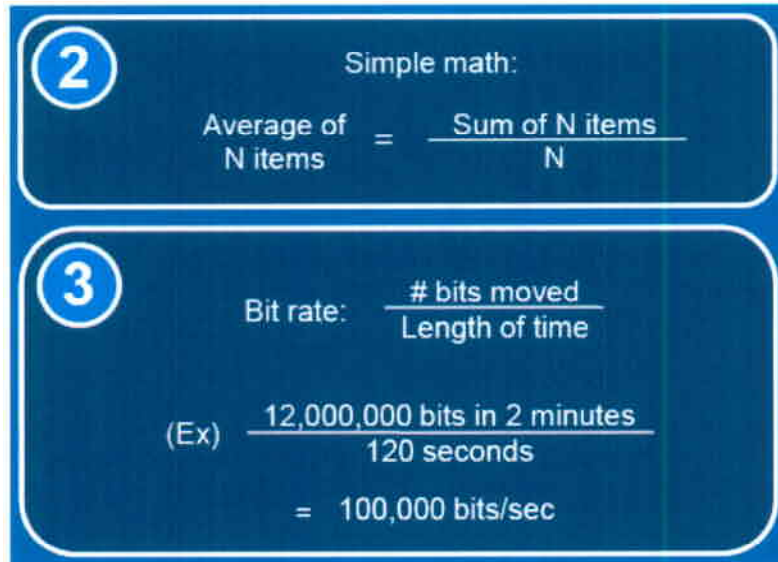 2
Simple math:
Average of N items = Sum of N items / N
3
Bit rate: # bits moved / Length of time
(Ex) 12,000,000 bits in 2 minutes / 120 seconds
= 100,000 bits/sec